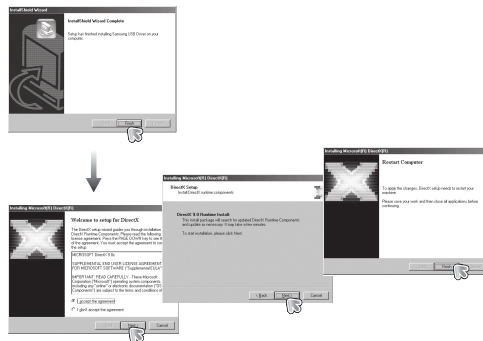 InstallShield Wizard
InstallShield Wizard Complete
Setup has finished installing Samsung USB Driver on your
computer.
Finish
Installing Microsoft(R) DirectX(R)
Welcome to setup for DirectX
The DirectX setup wizard guides you through installation of
DirectX Runtime Components. Please read the following
license agreement. Press the PAGE DOWN key to see the
of the agreement. You must accept the agreement to con
the setup.
MICROSOFT DirectX 9.0c
SUPPLEMENTAL END USER LICENSE AGREEMENT
FOR MICROSOFT SOFTWARE ("Supplemental EULA"
IMPORTANT: READ CAREFULLY - These Microsoft
Corporation ("Microsoft") operating system components,
including any "online" or electronic documentation ("OS
Components") are subject to the terms and conditions of
I accept the agreement
I don't accept the agreement
Next >
Cancel
Installing Microsoft(R) DirectX(R)
DirectX Setup
Install DirectX runtime components
DirectX 9.0 Runtime Install
This install package will search for updated DirectX Runtime Components
and update as necessary. It may take a few minutes.
To start installation, please click Next.
< Back
Next >
Cancel
Installing Microsoft(R) DirectX(R)
Restart Computer
To apply the changes, DirectX setup needs to restart your
machine.
Please save your work and then close all applications before
continuing.